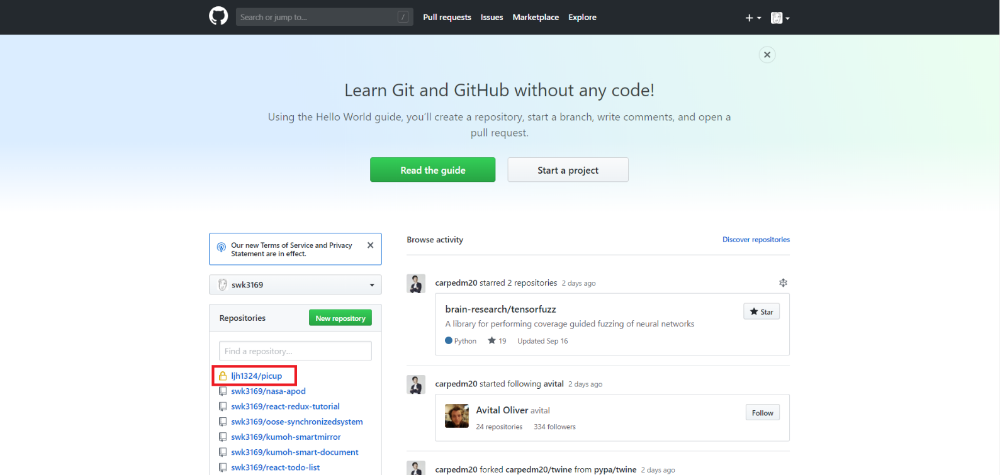 Search or jump to...
/
Pull requests
Issues
Marketplace
Explore
Learn Git and GitHub without any code!
Using the Hello World guide, you’ll create a repository, start a branch, write comments, and open a
pull request.
Read the guide
Start a project
Our new Terms of Service and Privacy
Statement are in effect.
swk3169
Repositories
New repository
Find a repository...
ljh1324/picup
swk3169/nasa-apod
swk3169/react-redux-tutorial
swk3169/oose-synchronizedsystem
swk3169/kumoh-smartmirror
swk3169/kumoh-smart-document
swk3169/react-todo-list
Browse activity
Discover repositories
carpedm20 starred 2 repositories 2 days ago
brain-research/tensorfuzz
Star
A library for performing coverage guided fuzzing of neural networks
Python 19 Updated Sep 16
carpedm20 started following avital 2 days ago
Avital Oliver avital
Follow
24 repositories 334 followers
carpedm20 forked carpedm20/twine from pypa/twine 2 days ago